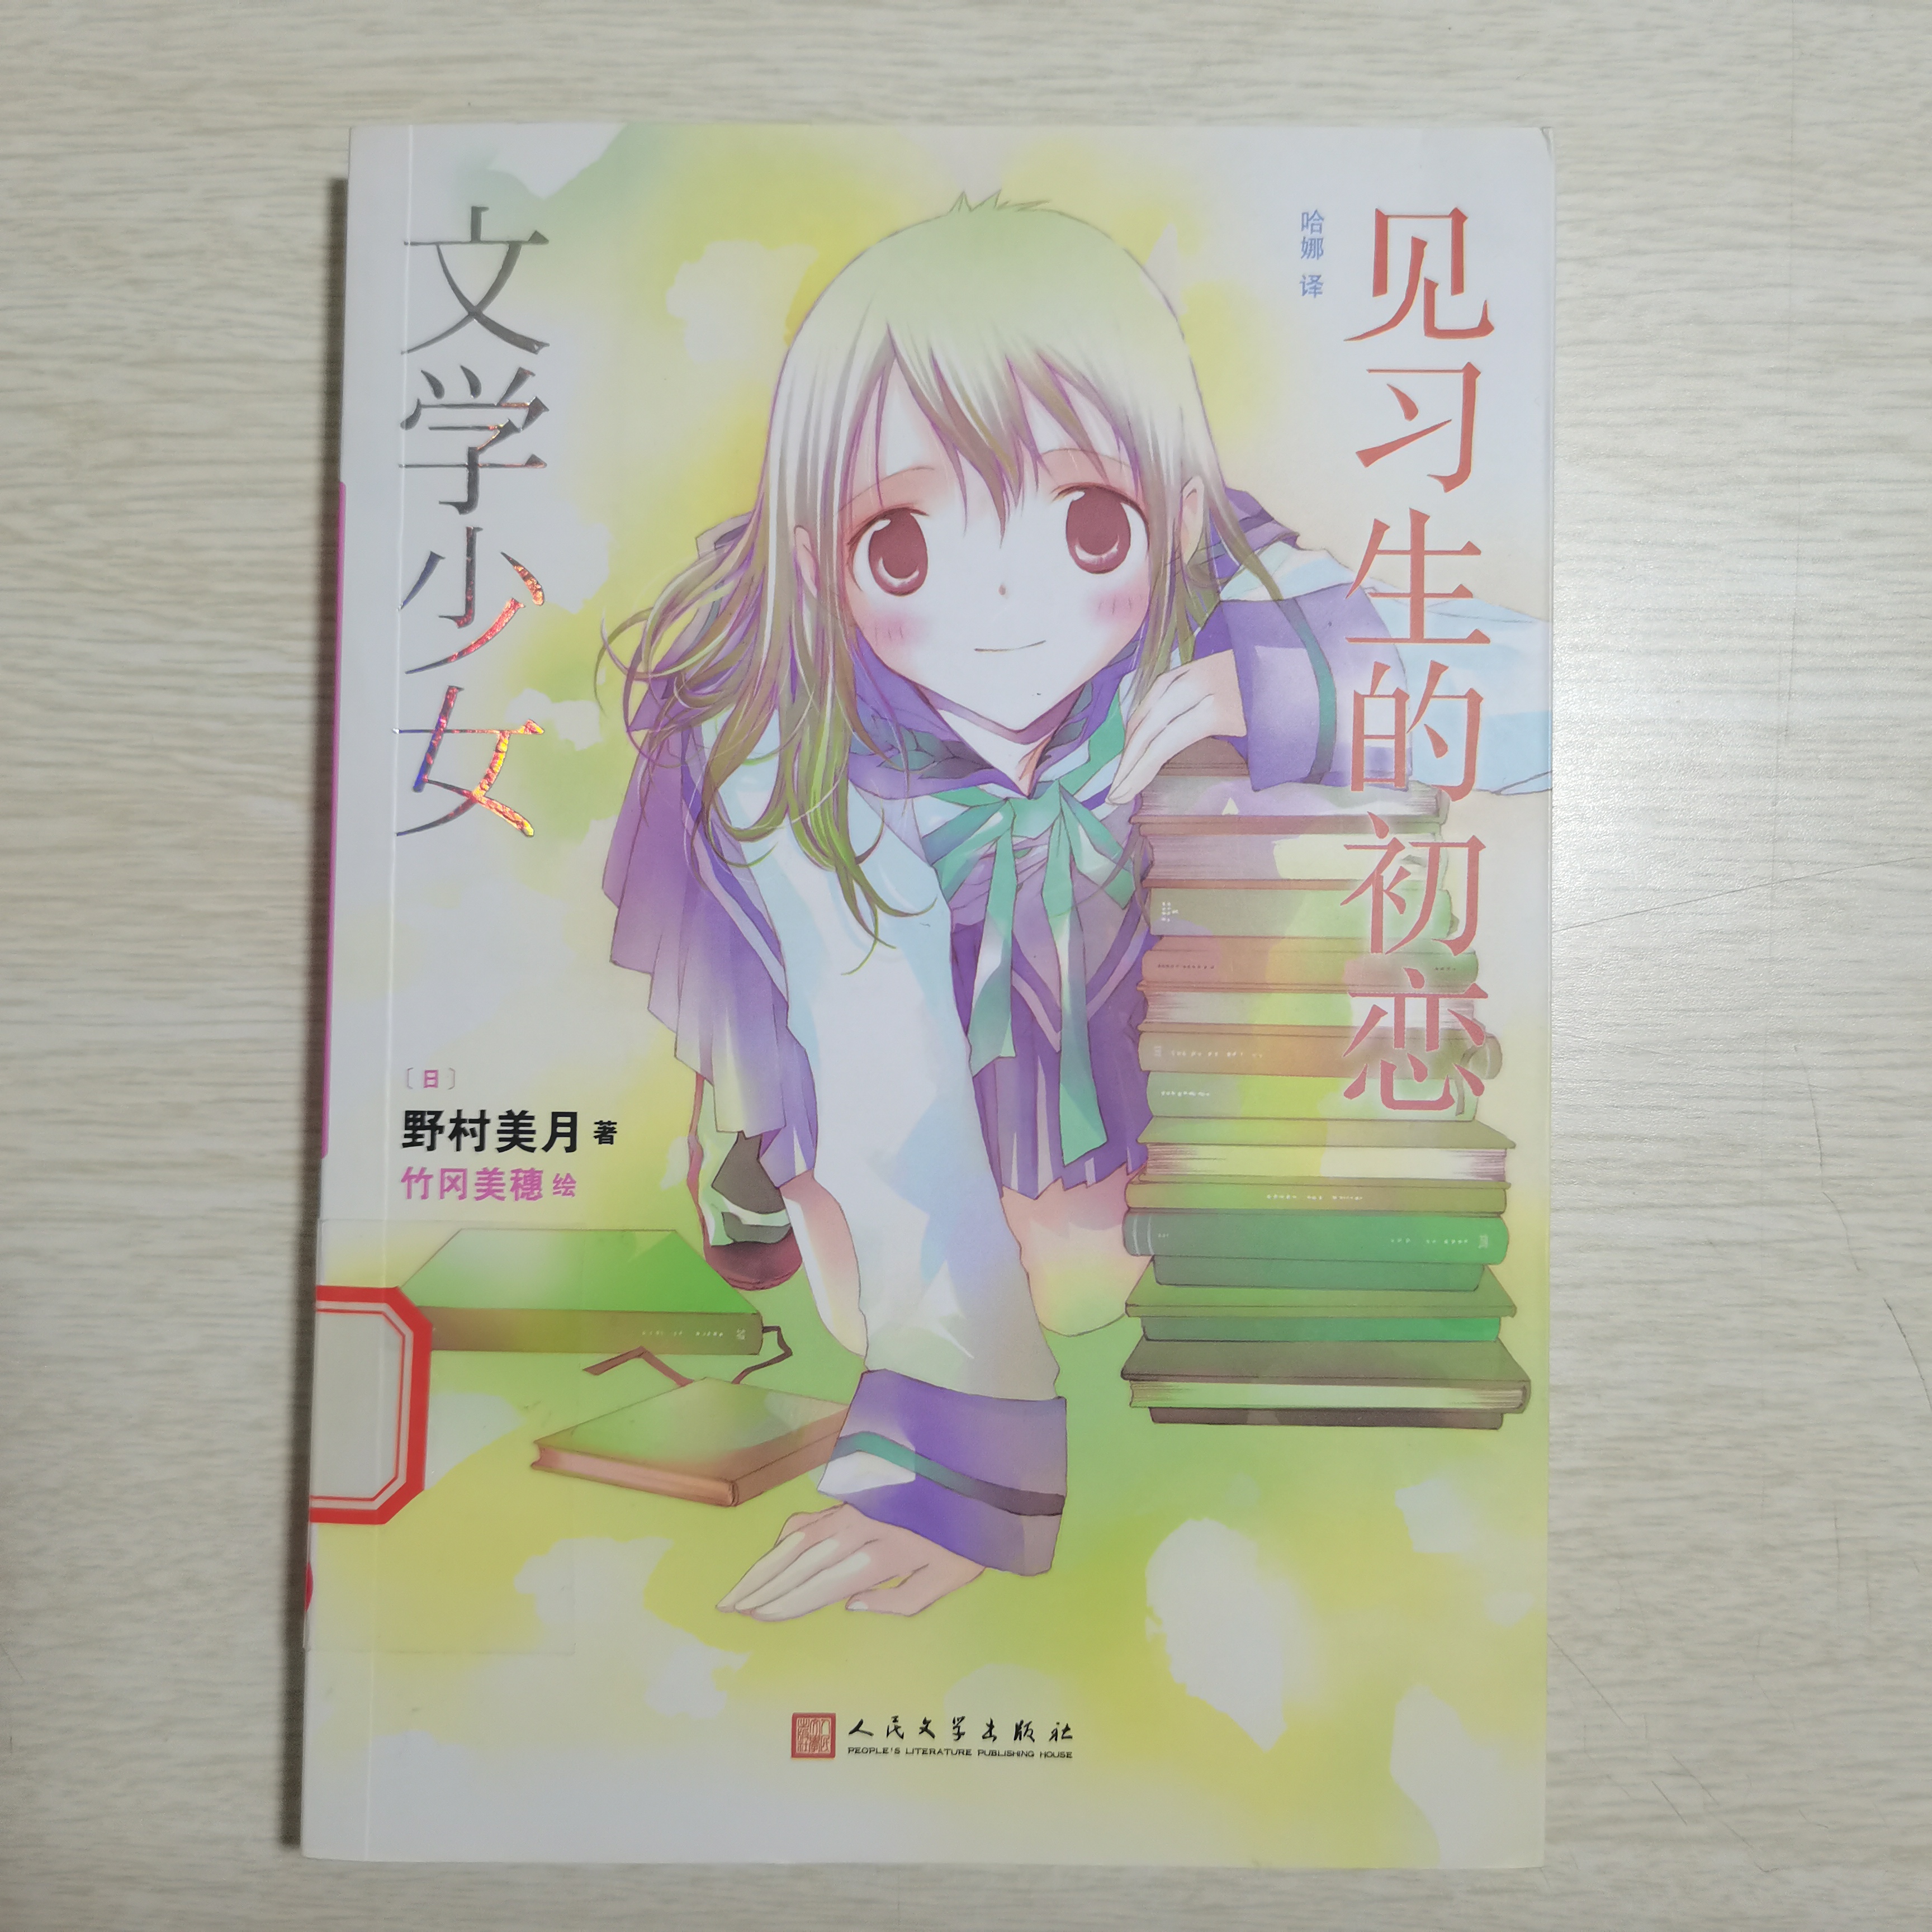 文学少女
见习生的初恋
哈娜 译
〔日〕
野村美月 著
竹冈美穗 绘
人民文学出版社
PEOPLE'S LITERATURE PUBLISHING HOUSE